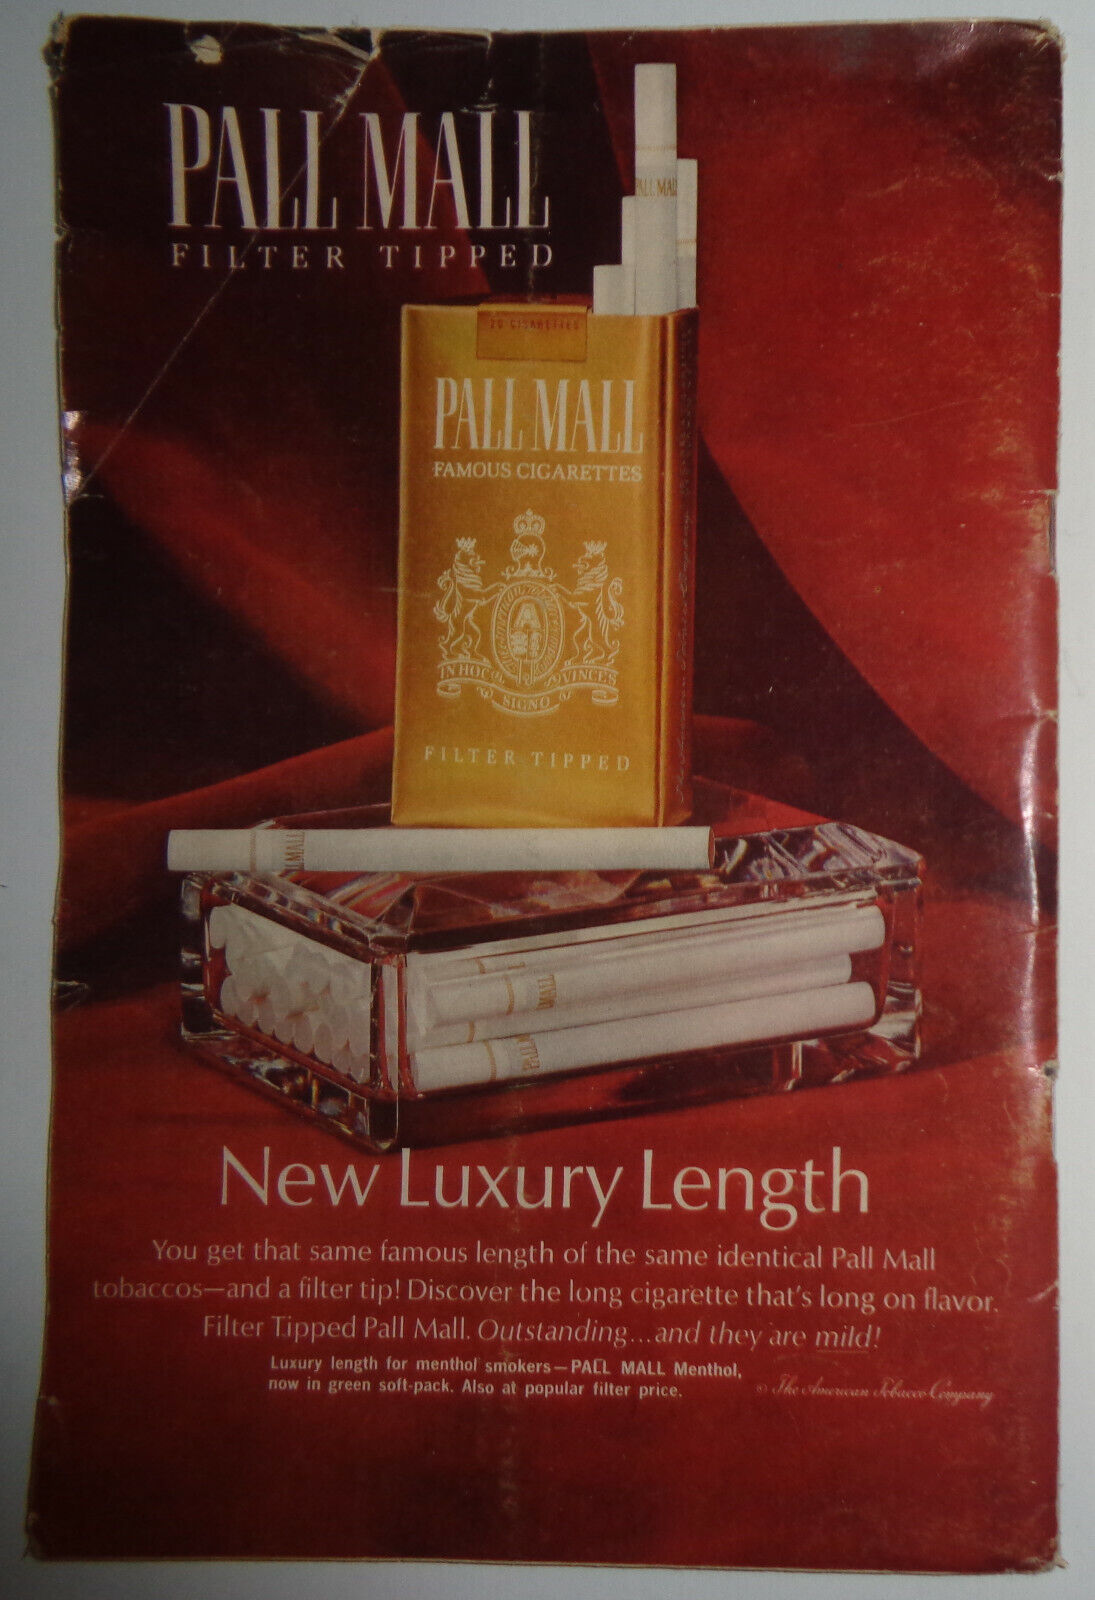 PALL MALL
FILTER TIPPED
PALL MALL
20 CIGARETTES
PALL MALL
FAMOUS CIGARETTES
A
IN HOC
VINCES
SIGNO
FILTER TIPPED
PALL MALL
New Luxury Length
You get that same famous length of the same identical Pall Mall
tobaccos—and a filter tip! Discover the long cigarette that's long on flavor.
Filter Tipped Pall Mall. Outstanding...and they are mild!
Luxury length for menthol smokers—PALL MALL Menthol,
now in green soft-pack. Also at popular filter price.
© The American Tobacco Company